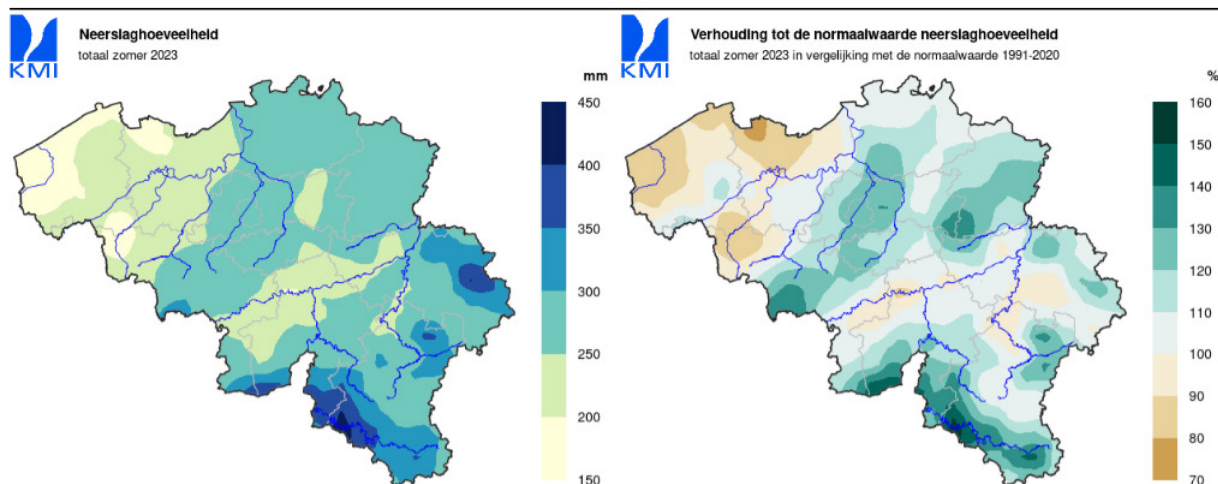 Neerslaghoeveelheid
totaal zomer 2023
KMI
mm
450
400
350
300
250
200
150
Verhouding tot de normaalwaarde neerslaghoeveelheid
totaal zomer 2023 in vergelijking met de normaalwaarde 1991-2020
KMI
%
160
150
140
130
120
110
100
90
80
70